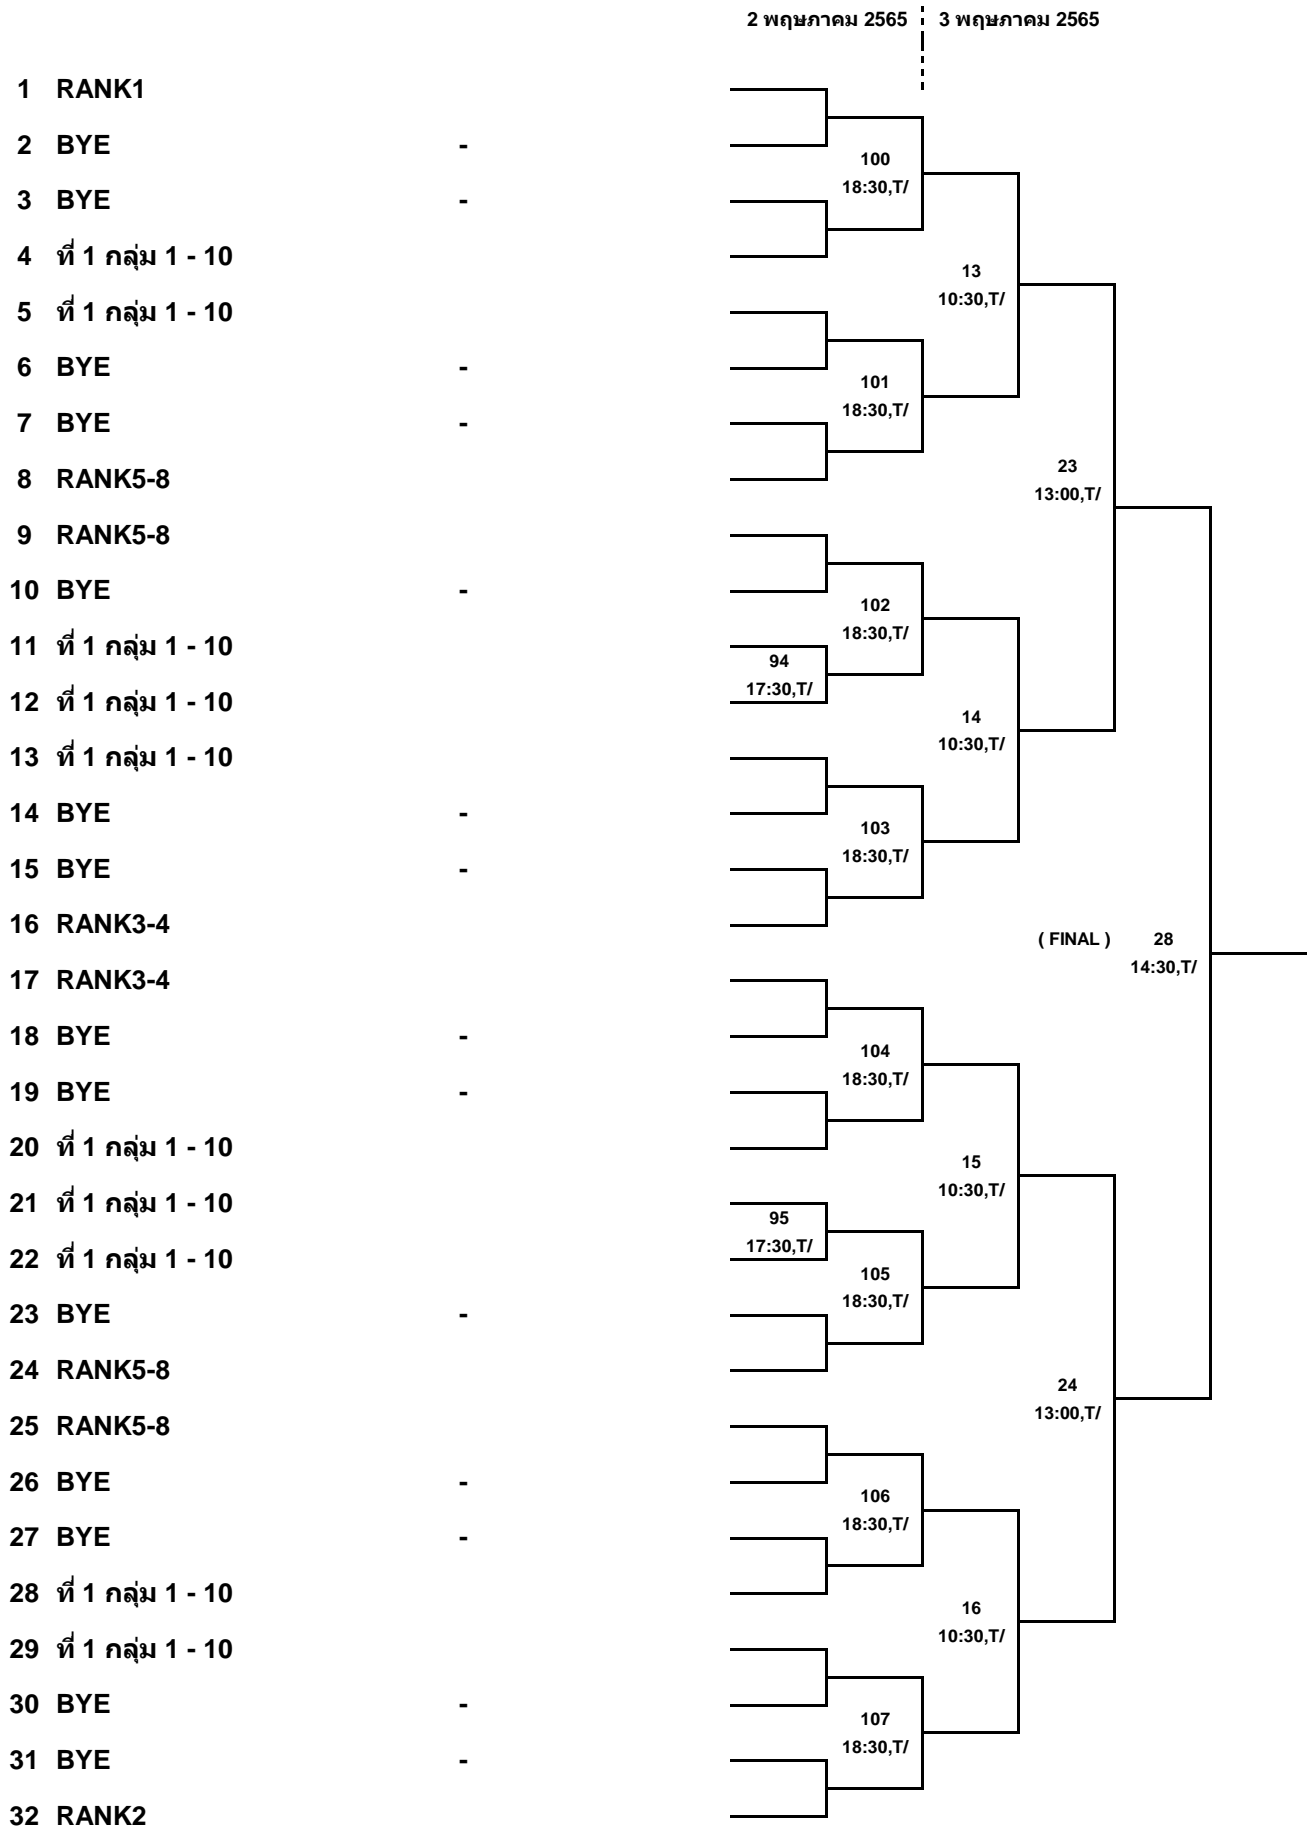 2 พฤษภาคม 2565 3 พฤษภาคม 2565
1 RANK1
2 BYE -
100
18:30,T/
3 BYE -
4 ที่ 1 กลุ่ม 1 - 10
13
10:30,T/
5 ที่ 1 กลุ่ม 1 - 10
6 BYE -
101
18:30,T/
7 BYE -
8 RANK5-8
23
13:00,T/
9 RANK5-8
10 BYE -
102
18:30,T/
11 ที่ 1 กลุ่ม 1 - 10
94
17:30,T/
12 ที่ 1 กลุ่ม 1 - 10
14
10:30,T/
13 ที่ 1 กลุ่ม 1 - 10
14 BYE -
103
18:30,T/
15 BYE -
16 RANK3-4
( FINAL ) 28
14:30,T/
17 RANK3-4
18 BYE -
104
18:30,T/
19 BYE -
20 ที่ 1 กลุ่ม 1 - 10
15
10:30,T/
21 ที่ 1 กลุ่ม 1 - 10
95
17:30,T/
22 ที่ 1 กลุ่ม 1 - 10
105
18:30,T/
23 BYE -
24 RANK5-8
24
13:00,T/
25 RANK5-8
26 BYE -
106
18:30,T/
27 BYE -
28 ที่ 1 กลุ่ม 1 - 10
16
10:30,T/
29 ที่ 1 กลุ่ม 1 - 10
30 BYE -
107
18:30,T/
31 BYE -
32 RANK2